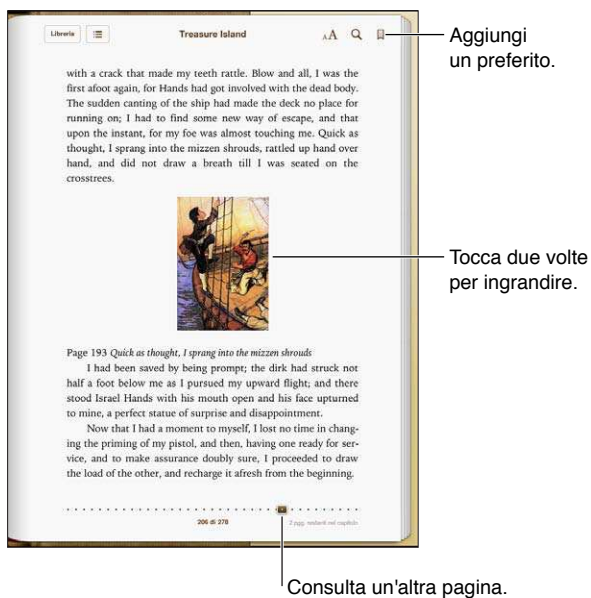 Libreria
Treasure Island
AA
Aggiungi
un preferito.
with a crack that made my teeth rattle. Blow and all, I was the
first afoot again, for Hands had got involved with the dead body.
The sudden canting of the ship had made the deck no place for
running on; I had to find some new way of escape, and that
upon the instant, for my foe was almost touching me. Quick as
thought, I sprang into the mizzen shrouds, rattled up hand over
hand, and did not draw a breath till I was seated on the
crosstrees.
Tocca due volte
per ingrandire.
Page 193 Quick as thought, I sprang into the mizzen shrouds
I had been saved by being prompt; the dirk had struck not
half a foot below me as I pursued my upward flight; and there
stood Israel Hands with his mouth open and his face upturned
to mine, a perfect statue of surprise and disappointment.
Now that I had a moment to myself, I lost no time in chang-
ing the priming of my pistol, and then, having one ready for ser-
vice, and to make assurance doubly sure, I proceeded to draw
the load of the other, and recharge it afresh from the beginning.
206 di 278
2 pgg. restanti nel capitolo
Consulta un'altra pagina.